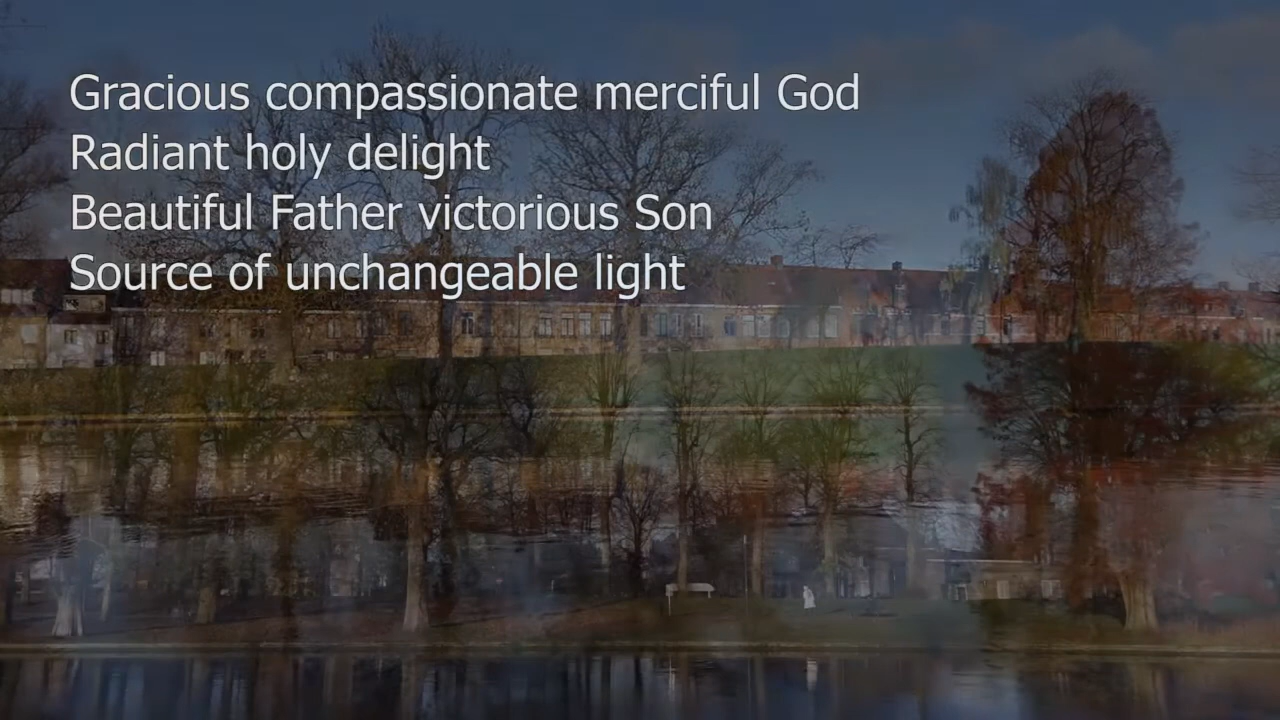 Gracious compassionate merciful God
Radiant holy delight
Beautiful Father victorious Son
Source of unchangeable light